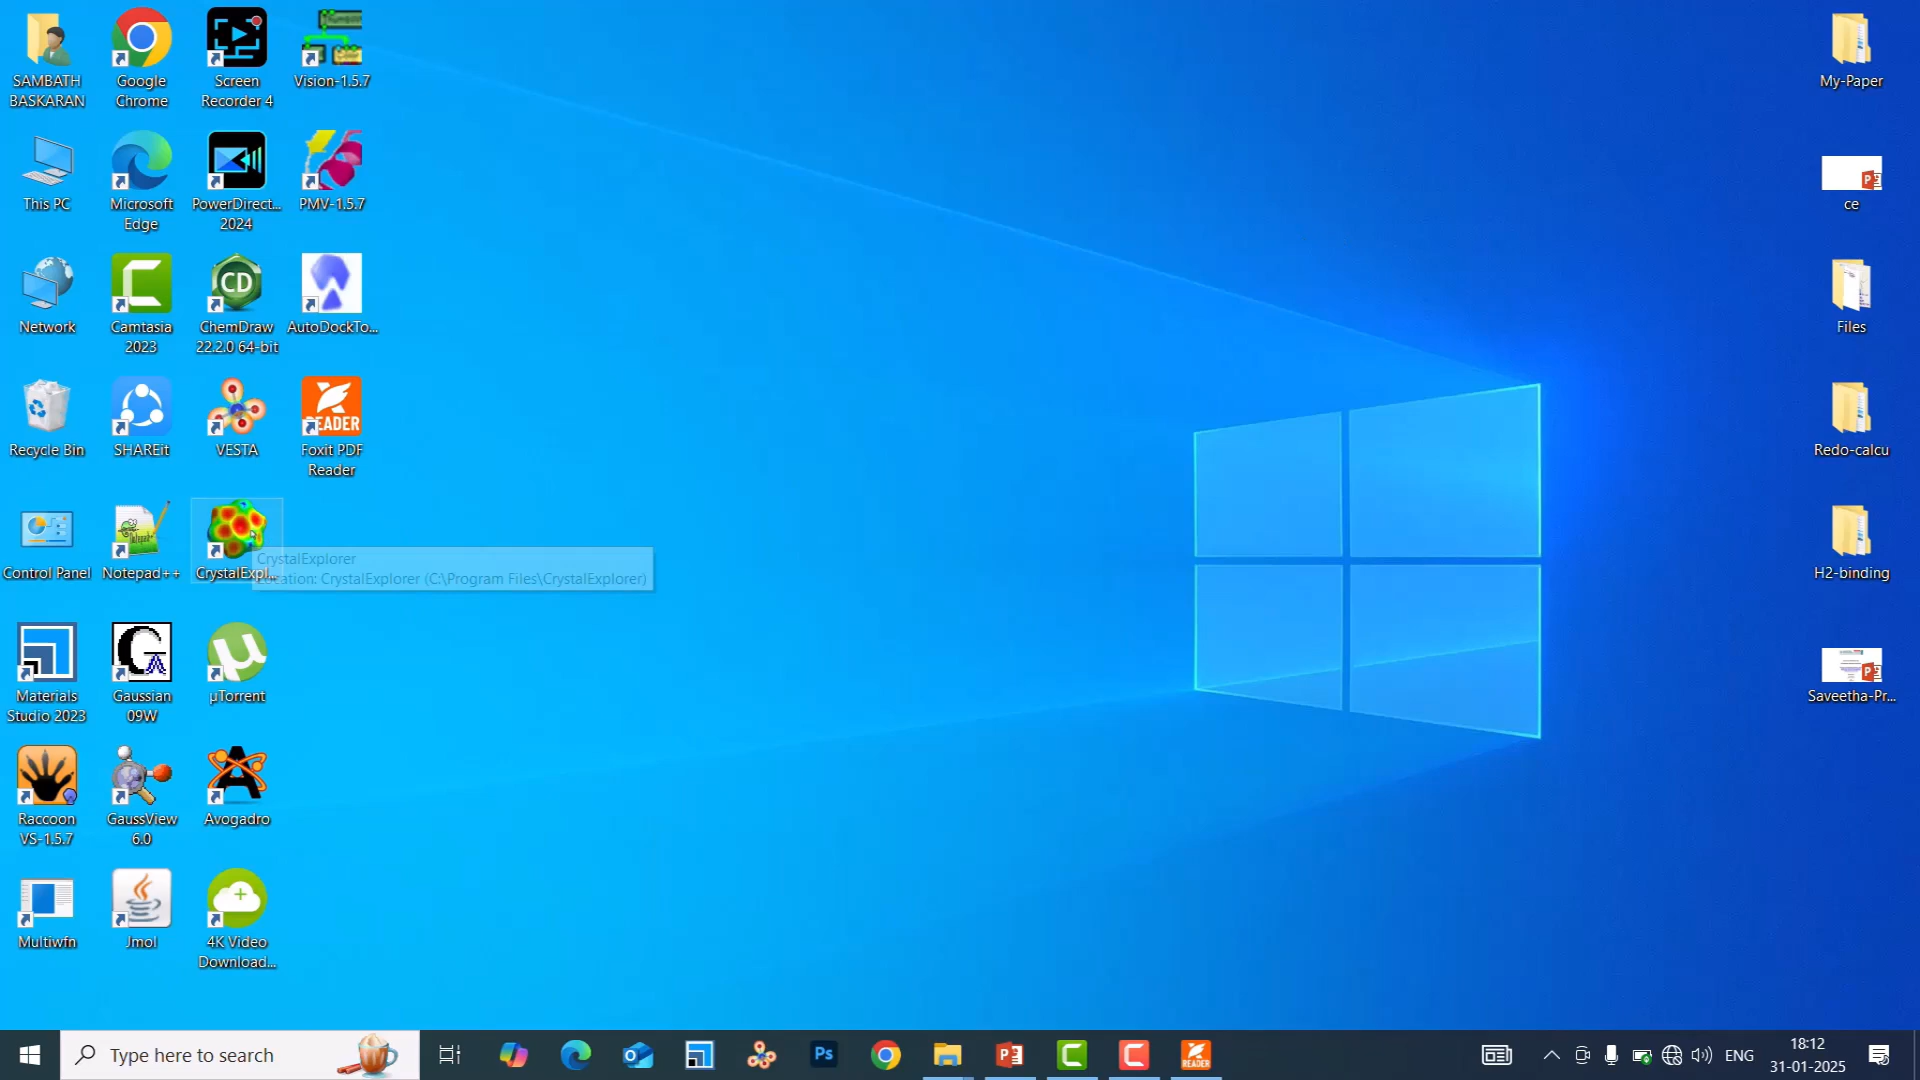 SAMBATH
BASKARAN
Google
Chrome
Screen
Recorder 4
Vision-1.5.7
This PC
Microsoft
Edge
PowerDirect...
2024
PMV-1.5.7
Network
Camtasia
2023
CD
ChemDraw
22.2.0 64-bit
AutoDockTo...
Recycle Bin
SHAREit
VESTA
READER
Foxit PDF
Reader
Control Panel
Notepad++
CrystalExpl...
CrystalExplorer
Location: CrystalExplorer (C:\Program Files\CrystalExplorer)
Materials
Studio 2023
Gaussian
09W
µTorrent
Raccoon
VS-1.5.7
GaussView
6.0
Avogadro
Multiwfn
Jmol
4K Video
Download...
My-Paper
ce
Files
Redo-calcu
H2-binding
Saveetha-Pr...
Type here to search
Ps
READER
ENG
18:12
31-01-2025